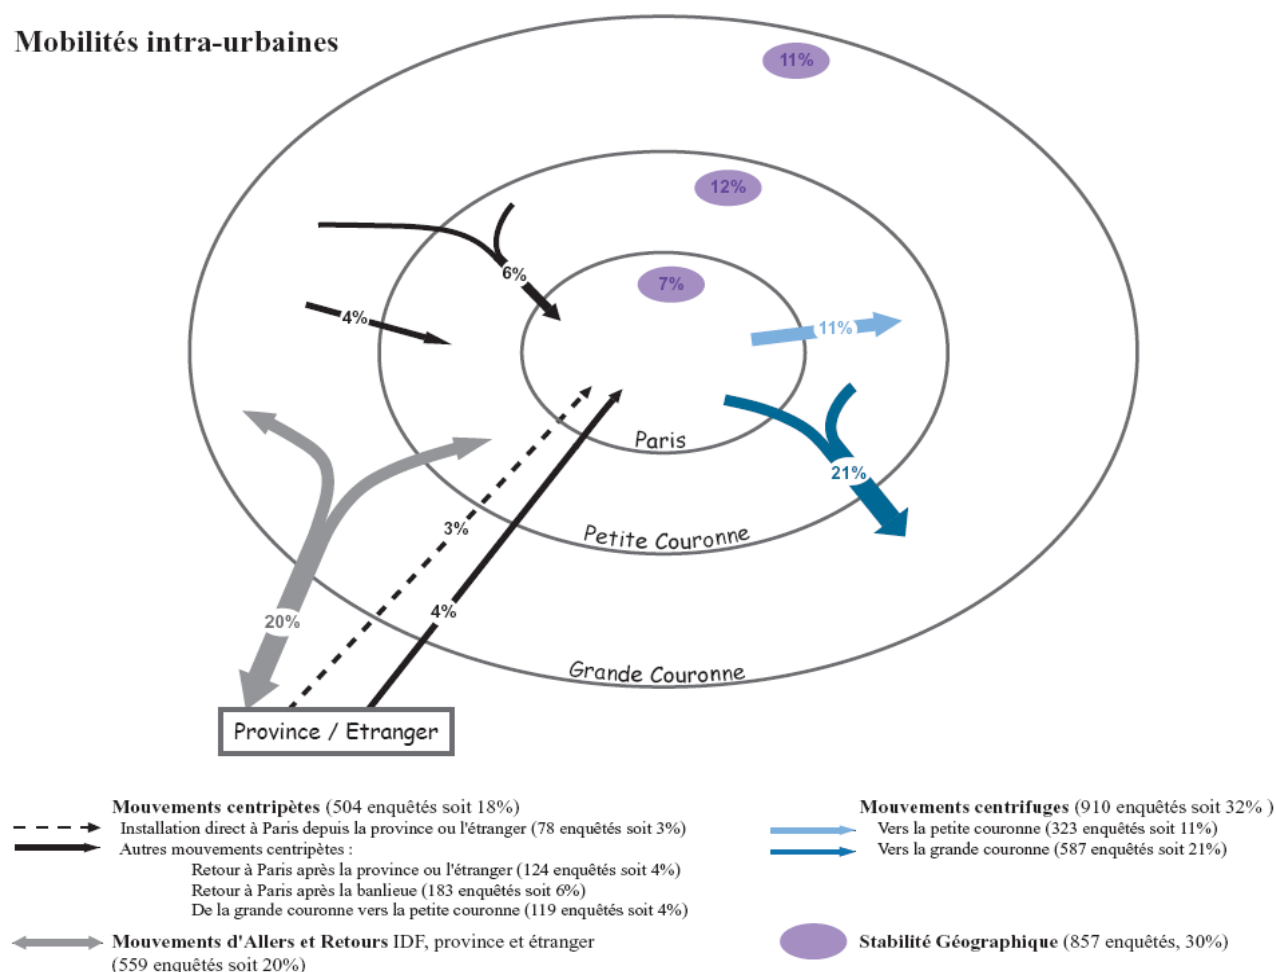 Mobilités intra-urbaines
11%
12%
7%
6%
4%
11%
Paris
21%
3%
Petite Couronne
4%
20%
Grande Couronne
Province / Etranger
Mouvements centripètes (504 enquêtés soit 18%)
Installation direct à Paris depuis la province ou l'étranger (78 enquêtés soit 3%)
Autres mouvements centripètes :
Retour à Paris après la province ou l'étranger (124 enquêtés soit 4%)
Retour à Paris après la banlieue (183 enquêtés soit 6%)
De la grande couronne vers la petite couronne (119 enquêtés soit 4%)
Mouvements d'Allers et Retours IDF, province et étranger
(559 enquêtés soit 20%)
Mouvements centrifuges (910 enquêtés soit 32% )
Vers la petite couronne (323 enquêtés soit 11%)
Vers la grande couronne (587 enquêtés soit 21%)
Stabilité Géographique (857 enquêtés, 30%)